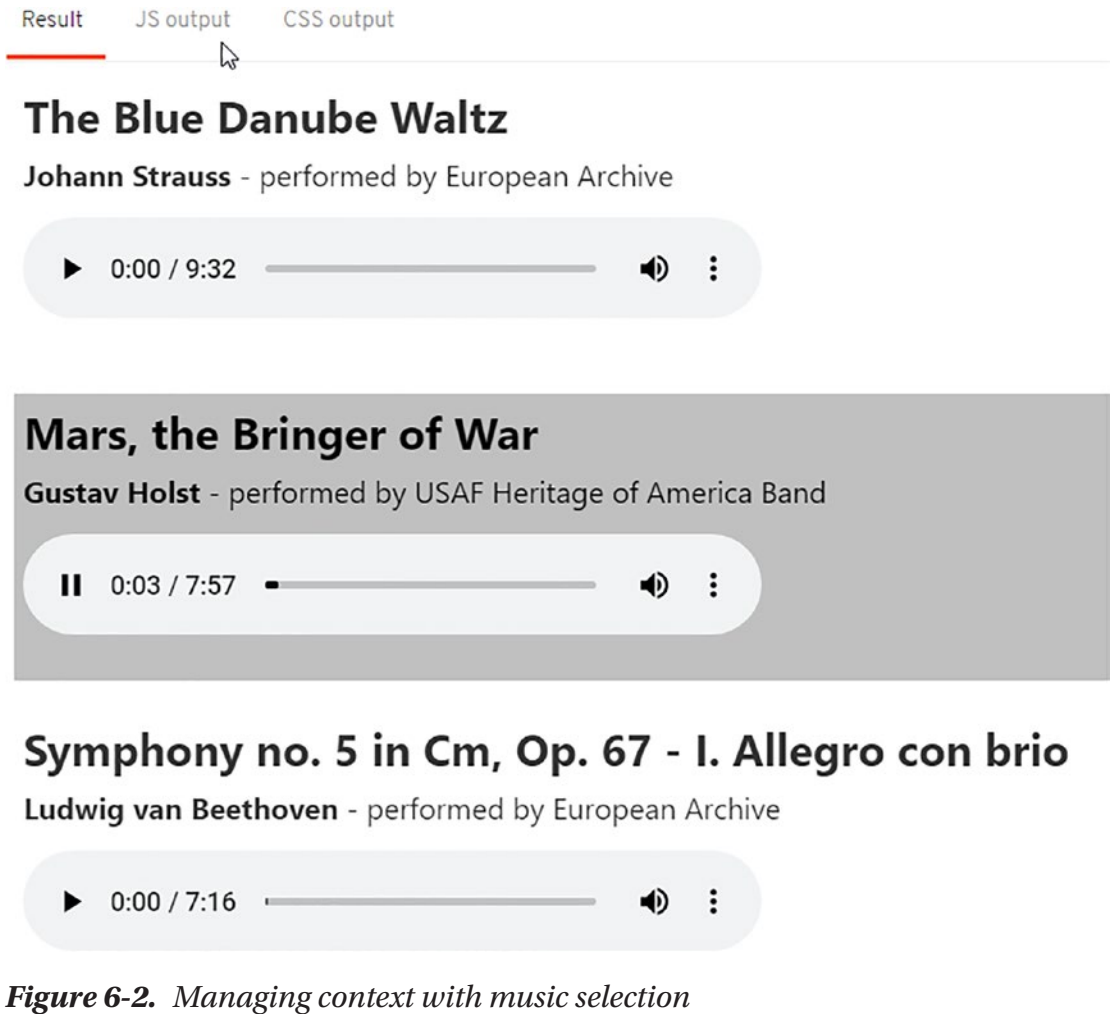 Result JS output CSS output
The Blue Danube Waltz
Johann Strauss - performed by European Archive
0:00 / 9:32
Mars, the Bringer of War
Gustav Holst - performed by USAF Heritage of America Band
0:03 / 7:57
Symphony no. 5 in Cm, Op. 67 - I. Allegro con brio
Ludwig van Beethoven - performed by European Archive
0:00 / 7:16
Figure 6-2. Managing context with music selection